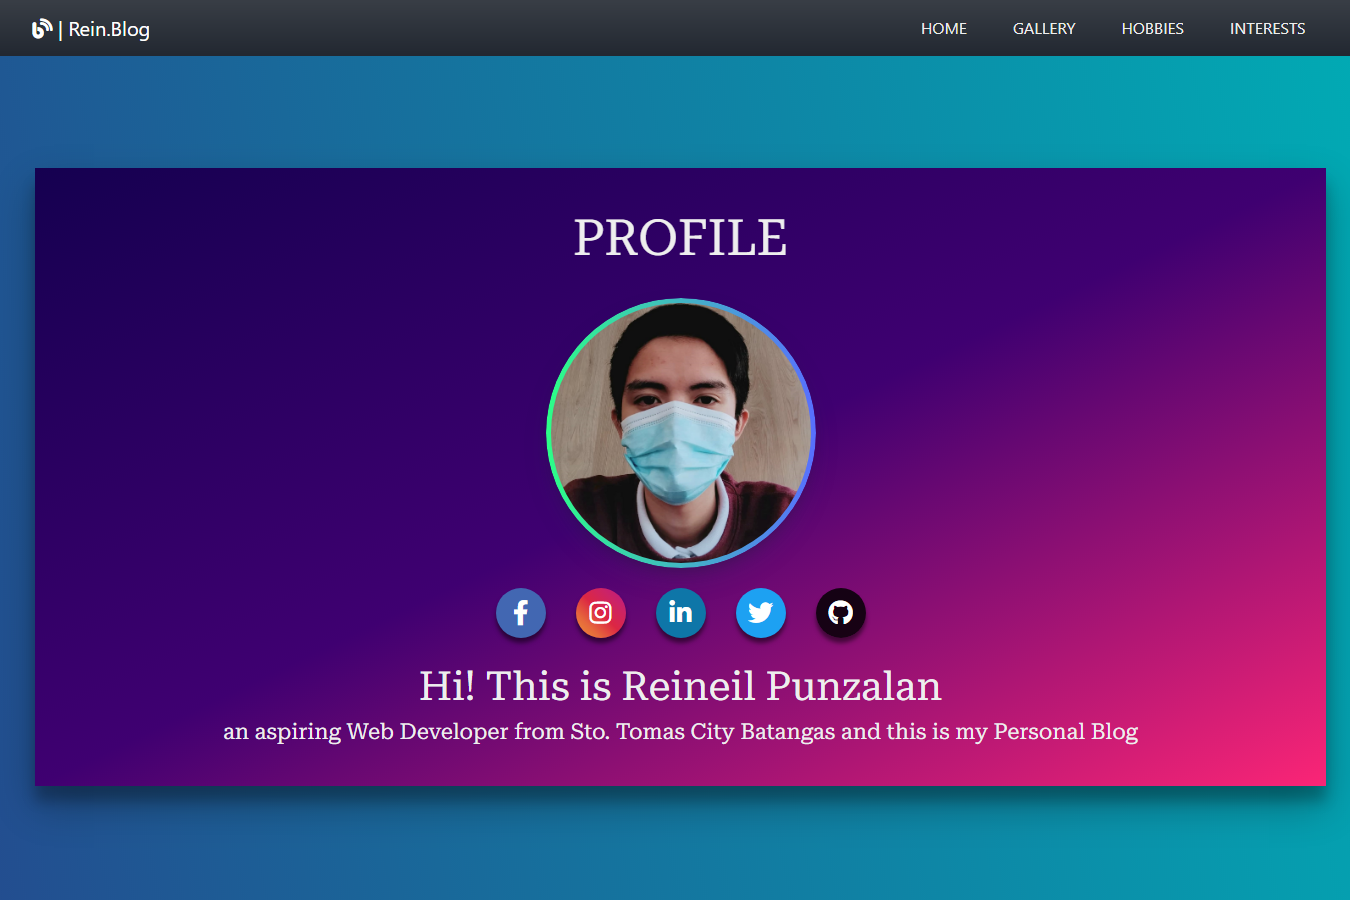 | Rein.Blog
HOME GALLERY HOBBIES INTERESTS
PROFILE
Hi! This is Reineil Punzalan
an aspiring Web Developer from Sto. Tomas City Batangas and this is my Personal Blog